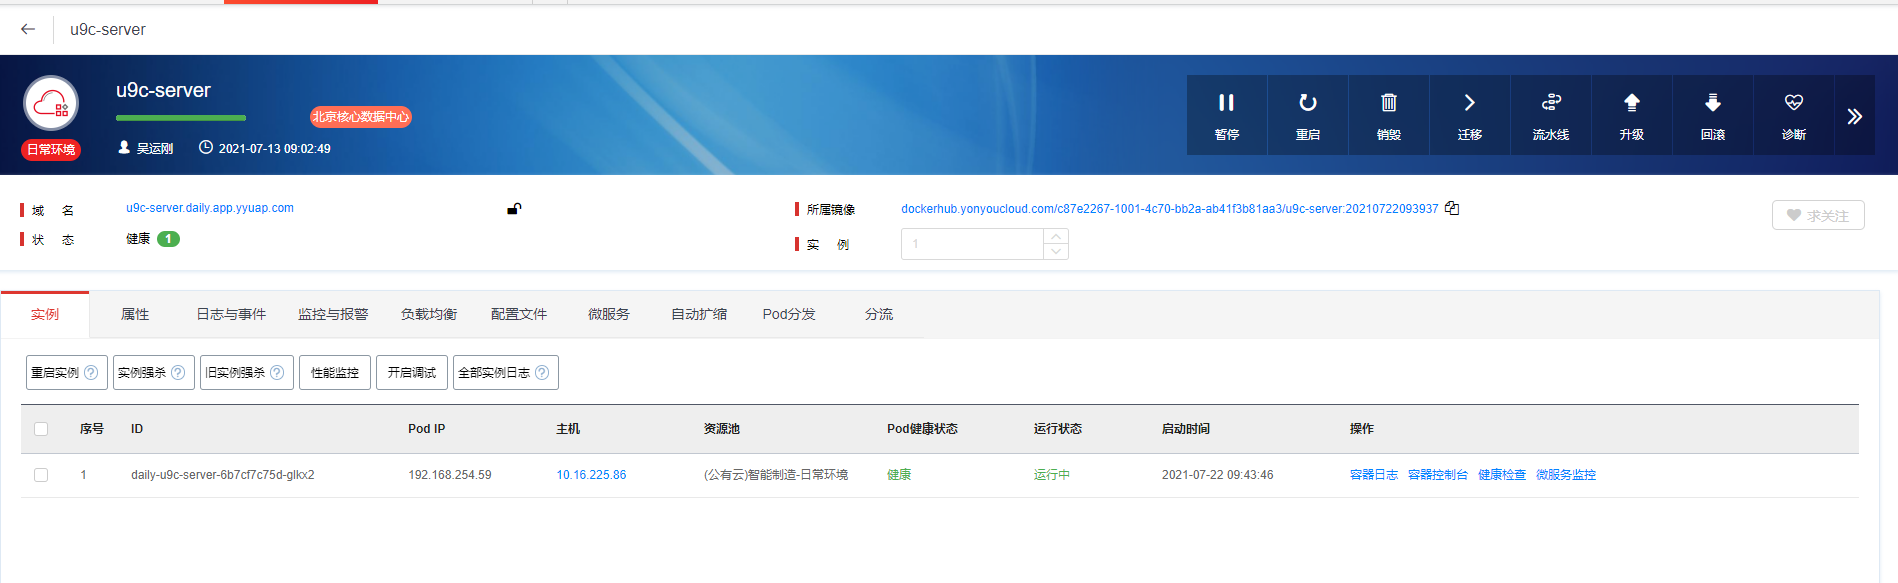 u9c-server
u9c-server
北京核心数据中心
日常环境
吴运刚 2021-07-13 09:02:49
暂停 重启 销毁 迁移 流水线 升级 回滚 诊断
域 名 u9c-server.daily.app.yyuap.com
所属镜像 dockerhub.yonyoucloud.com/c87e2267-1001-4c70-bb2a-ab41f3b81aa3/u9c-server:20210722093937
求关注
状 态 健康 1
实 例 1
实例 属性 日志与事件 监控与报警 负载均衡 配置文件 微服务 自动扩缩 Pod分发 分流
重启实例 ? 实例强杀 ? 旧实例强杀 ? 性能监控 开启调试 全部实例日志 ?
序号 ID Pod IP 主机 资源池 Pod健康状态 运行状态 启动时间 操作
1 daily-u9c-server-6b7cf7c75d-glkx2 192.168.254.59 10.16.225.86 (公有云)智能制造-日常环境 健康 运行中 2021-07-22 09:43:46 容器日志 容器控制台 健康检查 微服务监控